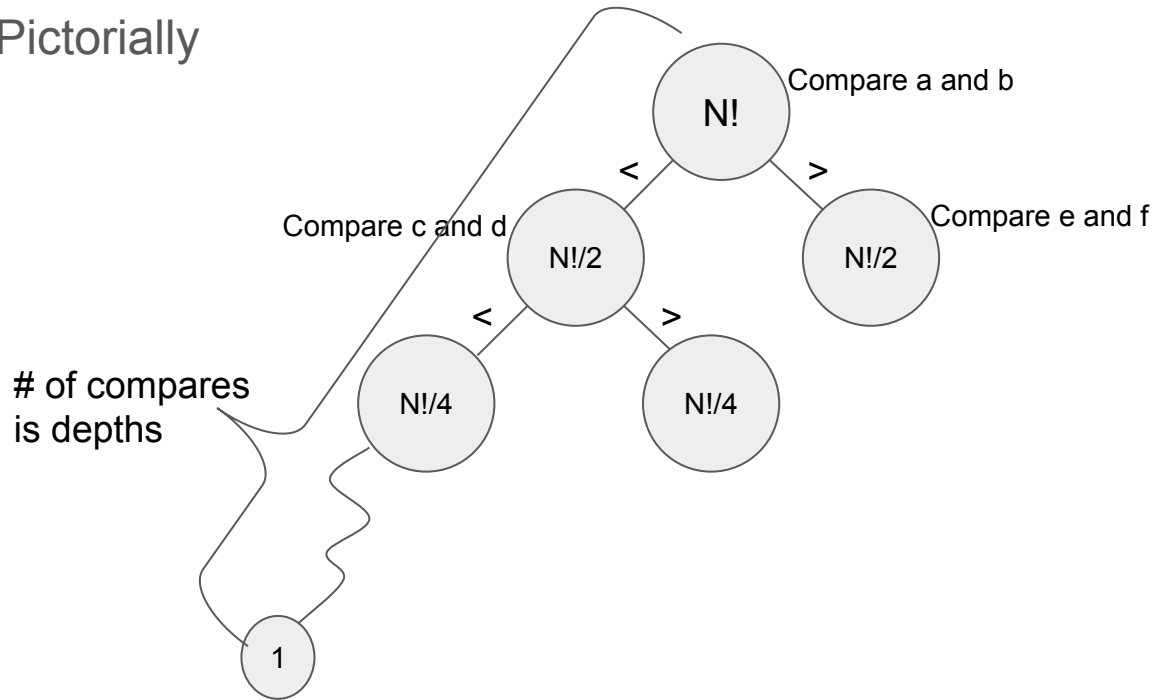 Pictorially
Compare a and b
N!
<
>
Compare c and d
Compare e and f
N!/2
N!/2
<
>
# of compares
is depths
N!/4
N!/4
1